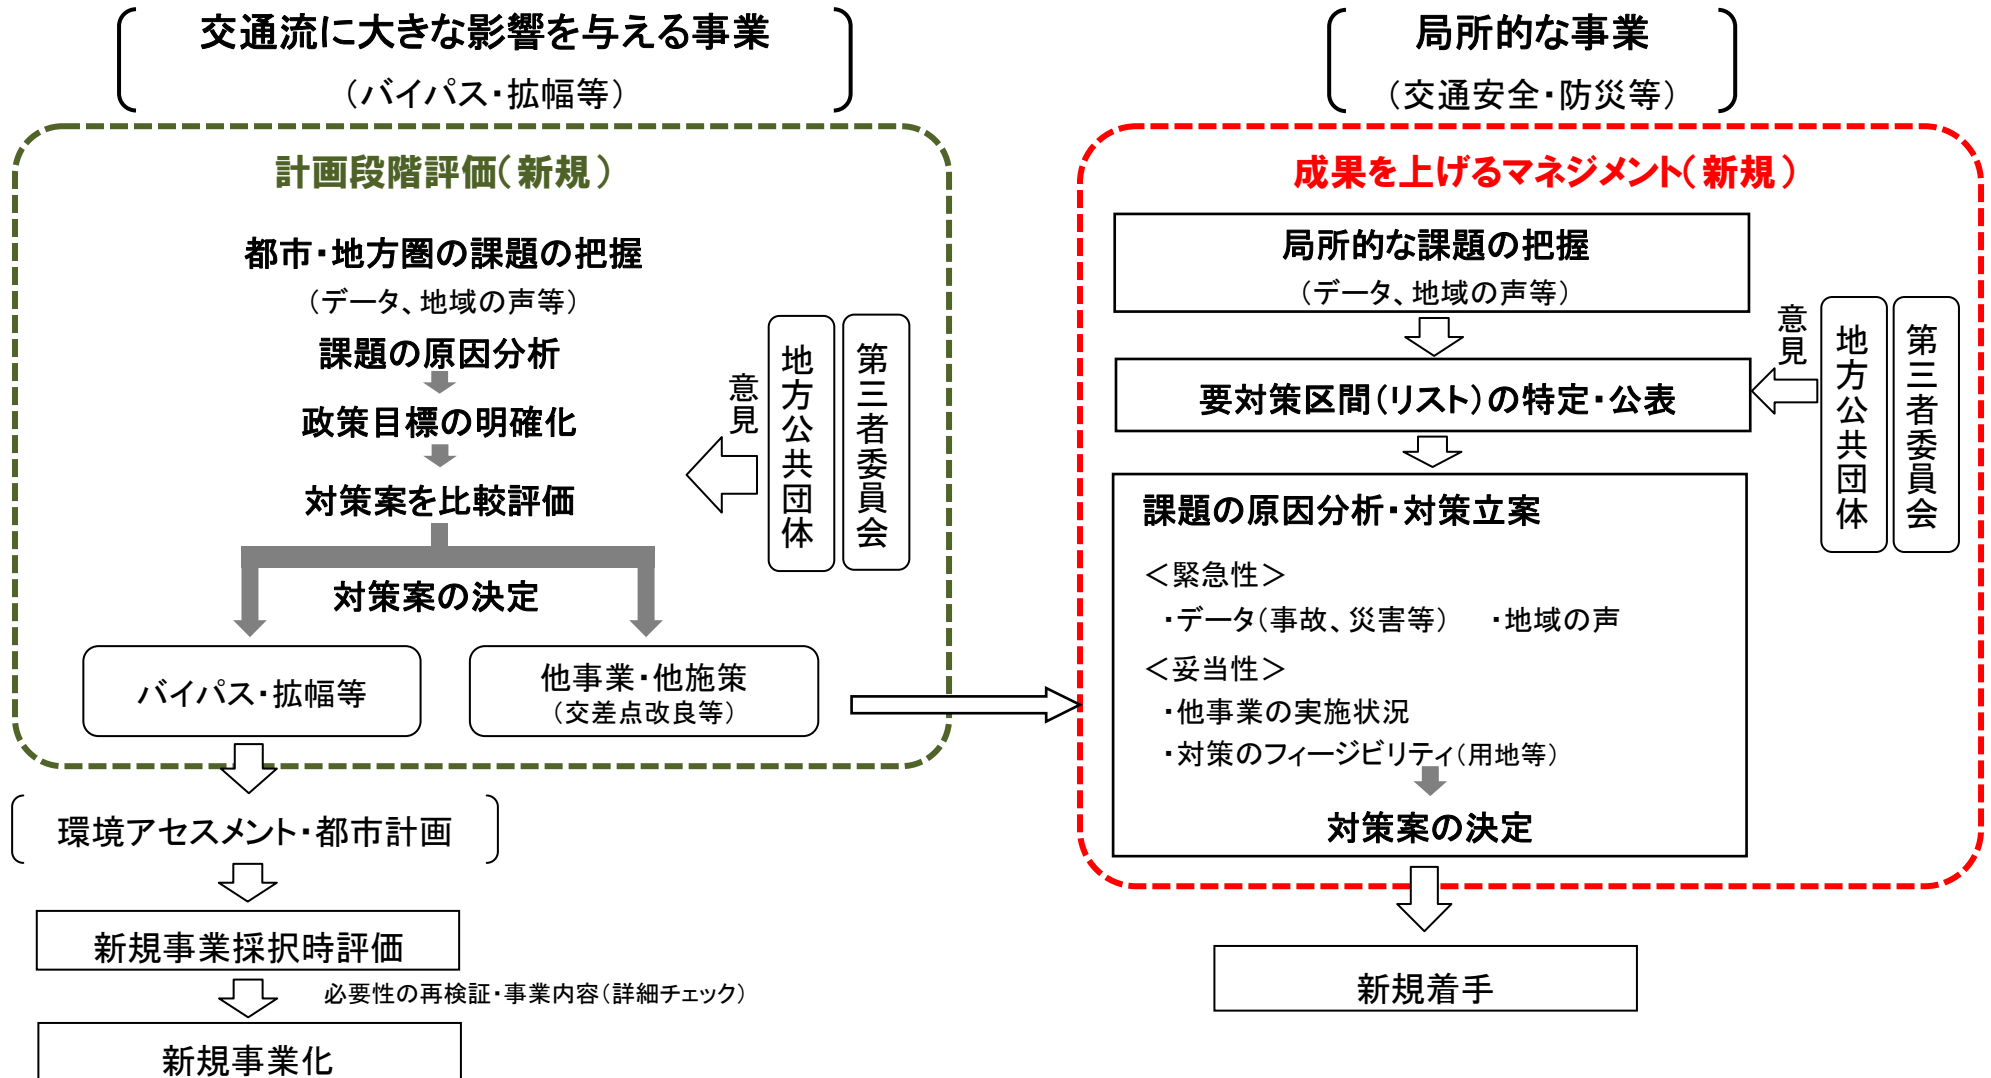 交通流に大きな影響を与える事業
（バイパス・拡幅等）
計画段階評価（新規）
都市・地方圏の課題の把握
（データ、地域の声等）
課題の原因分析
政策目標の明確化
対策案を比較評価
対策案の決定
意見
地方公共団体
第三者委員会
バイパス・拡幅等
他事業・他施策
（交差点改良等）
環境アセスメント・都市計画
新規事業採択時評価
必要性の再検証・事業内容（詳細チェック）
新規事業化
局所的な事業
（交通安全・防災等）
成果を上げるマネジメント（新規）
局所的な課題の把握
（データ、地域の声等）
要対策区間（リスト）の特定・公表
意見
地方公共団体
第三者委員会
課題の原因分析・対策立案
＜緊急性＞
・データ（事故、災害等）　・地域の声
＜妥当性＞
・他事業の実施状況
・対策のフィージビリティ（用地等）
対策案の決定
新規着手